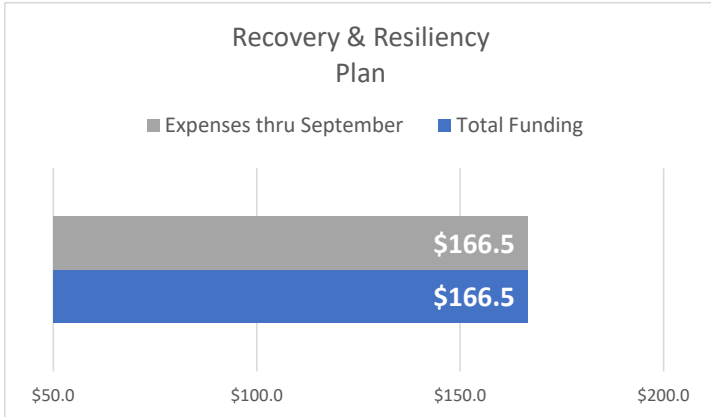 Recovery & Resiliency
Plan
Expenses thru September
Total Funding
$166.5
$166.5
$50.0
$100.0
$150.0
$200.0